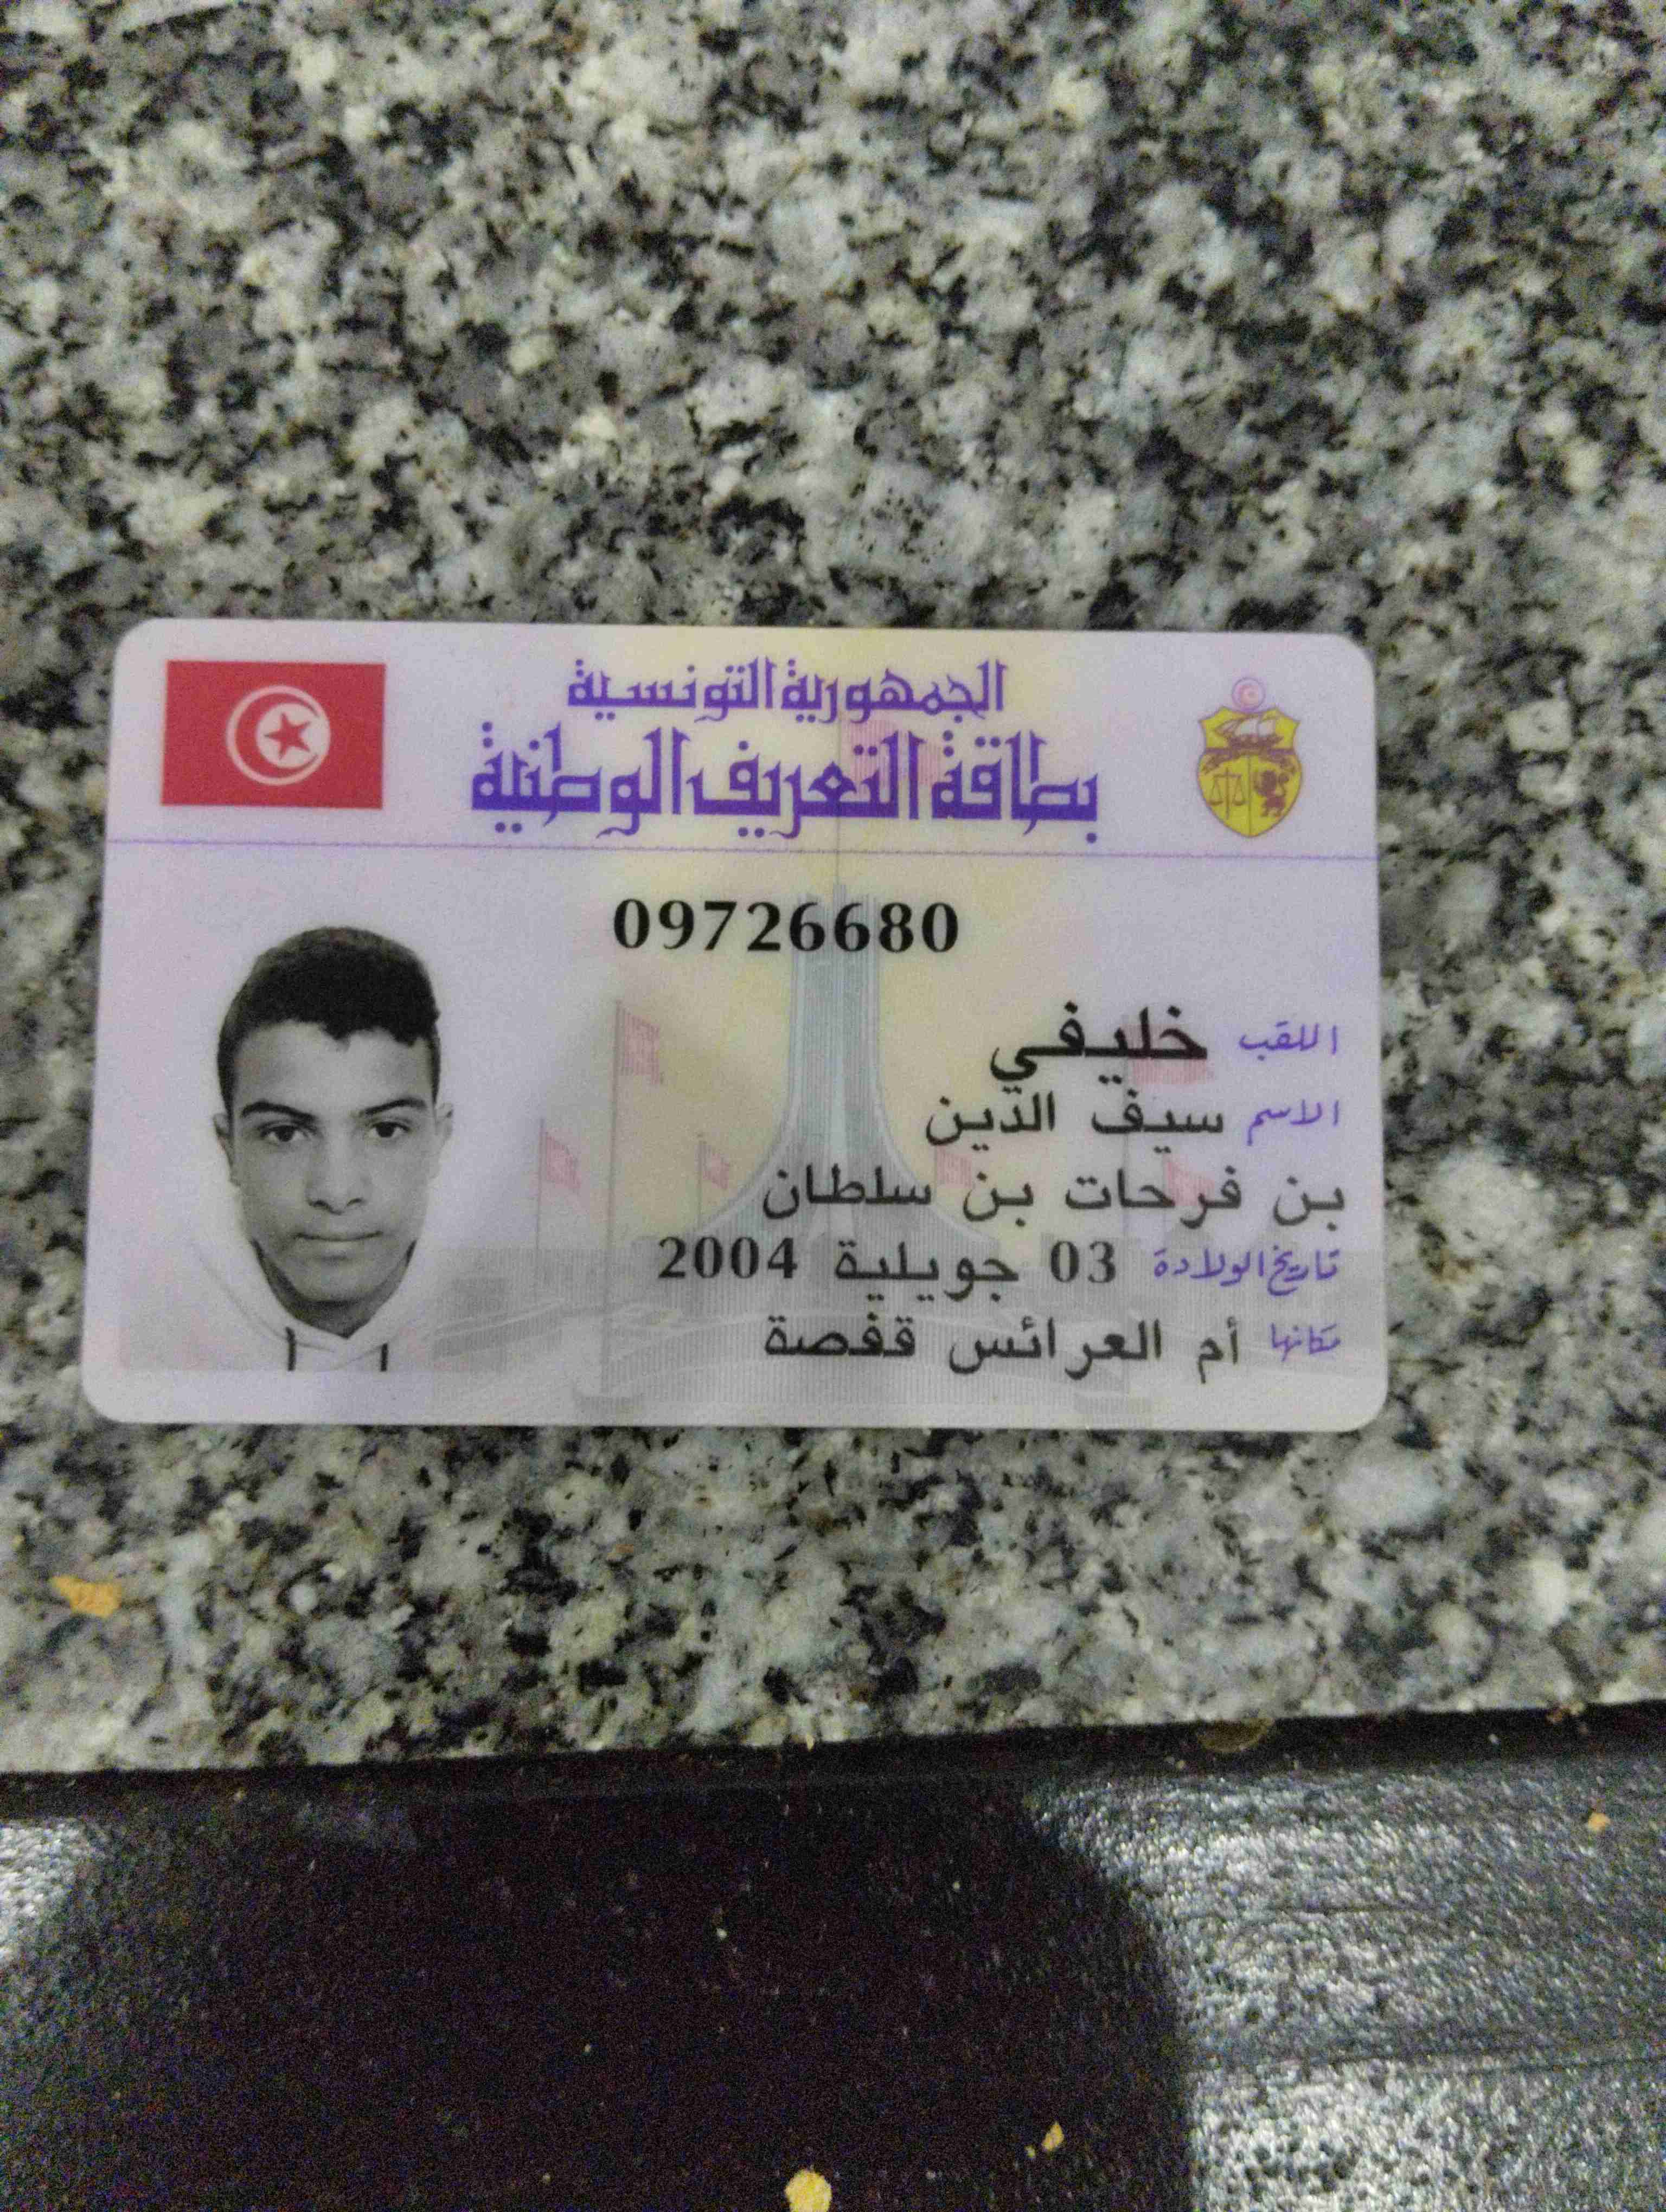 الجمهورية التونسية
بطاقة التعريف الوطنية
09726680
اللقب خليفي
الاسم سيف الدين
بن فرحات بن سلطان
تاريخ الولادة 03 جويلية 2004
مكانها أم العرائس قفصة